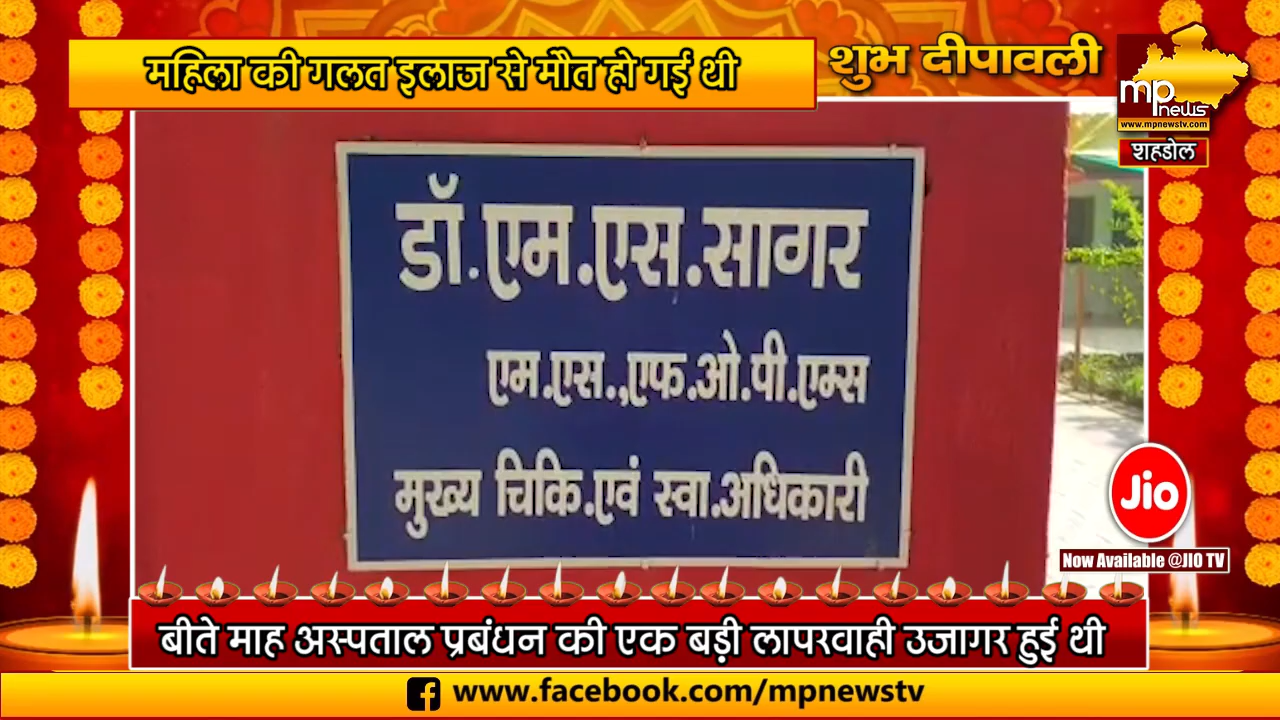 महिला की गलत इलाज से मौत हो गई थी
शुभ दीपावली
mp
news
www.mpnewstv.com
शहडोल
डॉ.एम.एस.सागर
एम.एस.,एफ.ओ.पी.एम्स
मुख्य चिकि.एवं स्वा.अधिकारी
Jio
Now Available @JIO TV
बीते माह अस्पताल प्रबंधन की एक बड़ी लापरवाही उजागर हुई थी
www.facebook.com/mpnewstv